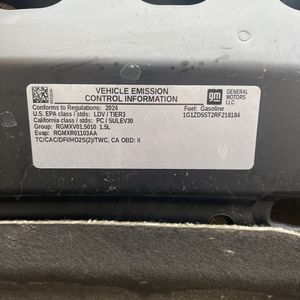 VEHICLE EMISSION
CONTROL INFORMATION
gm
GENERAL
MOTORS
LLC
Conforms to Regulations: 2024
U.S. EPA class / stds: LDV / TIER3
California class / stds: PC / SULEV30
Group: RGMXV01.5010 1.5L
Evap: RGMXR01103AA
TC/CAC/DFI/HO2S(2)/TWC, CA OBD: II
Fuel: Gasoline
1G1ZD5ST2RF218184